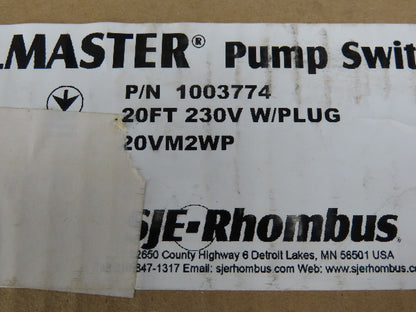 LMASTER® Pump Swit
P/N 1003774
20FT 230V W/PLUG
20VM2WP
SJE-Rhombus®
2650 County Highway 6 Detroit Lakes, MN 56501 USA
847-1317 Email: sjerhombus.com Web: www.sjerhombus.co